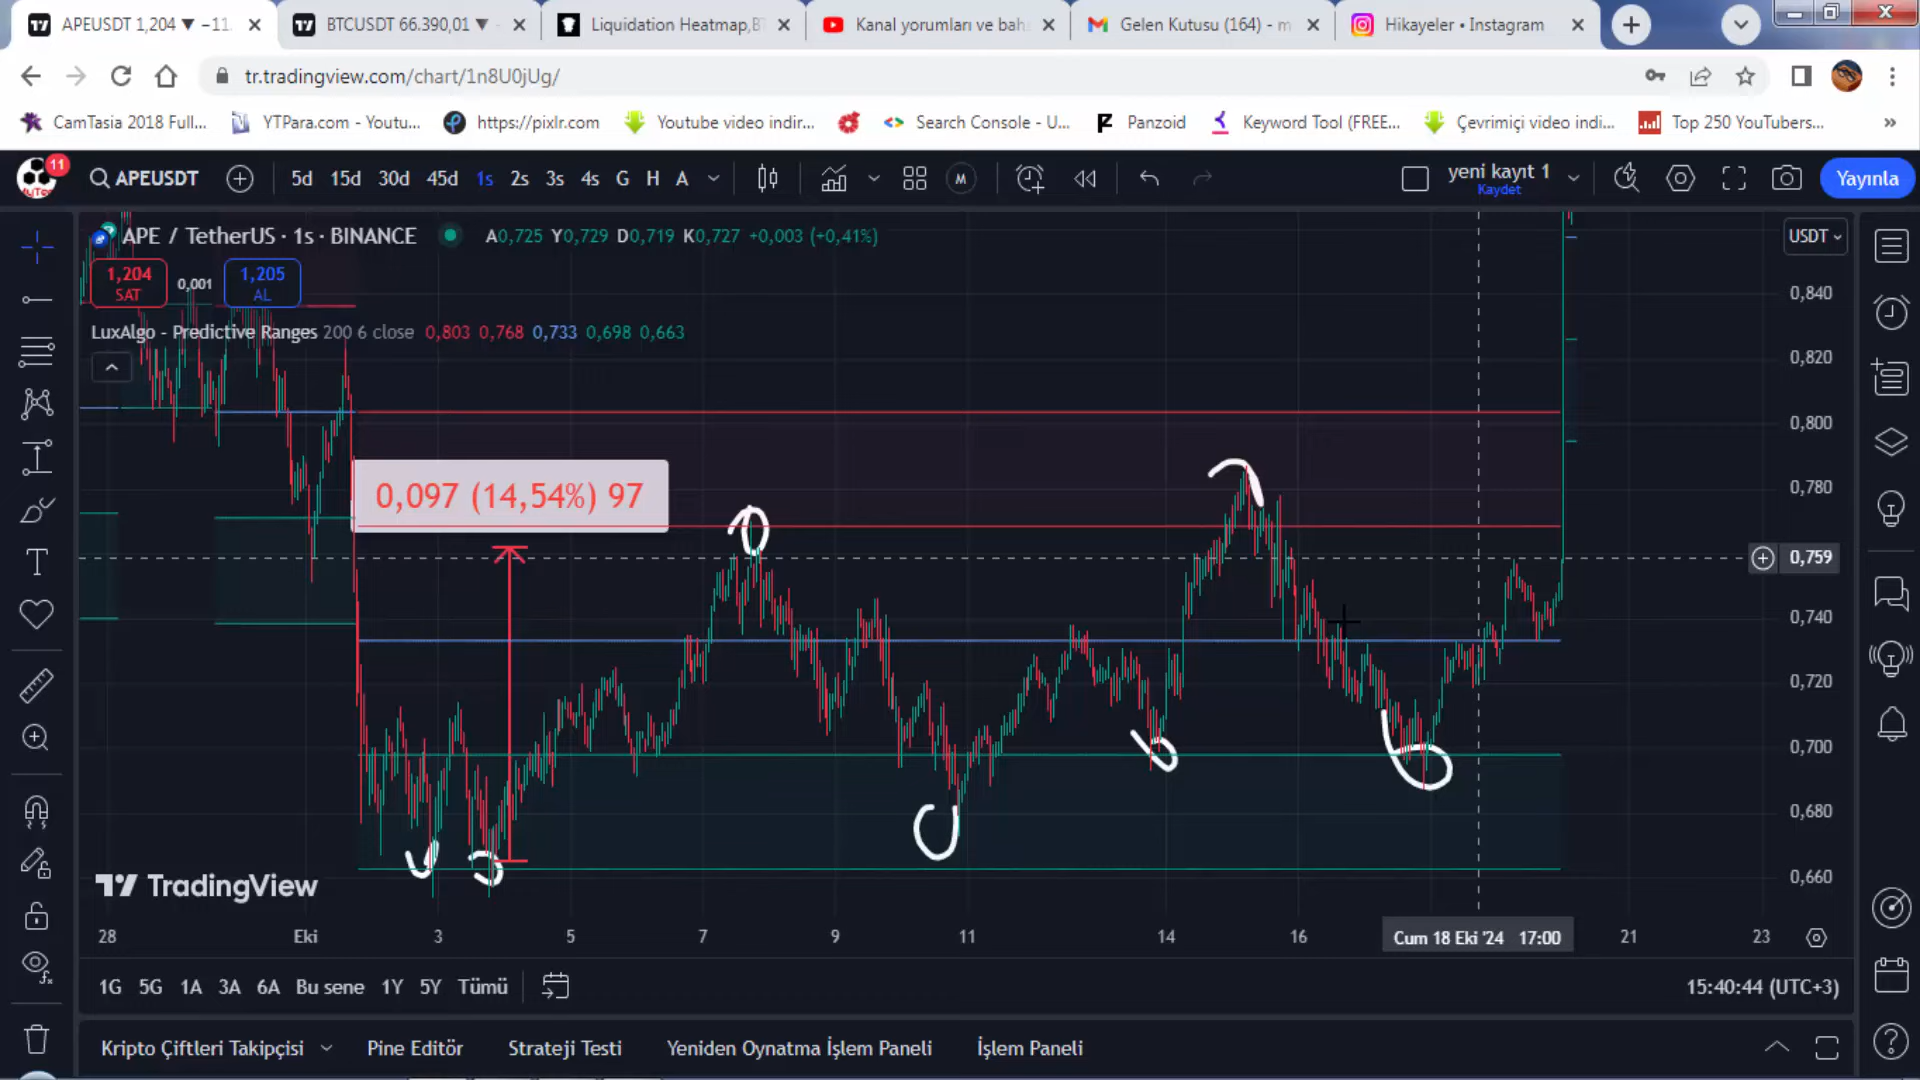 APEUSDT 1,204 ▼ −11.
BTCUSDT 66.390,01 ▼
Liquidation Heatmap,B
Kanal yorumları ve bah
Gelen Kutusu (164) - m
Hikayeler • Instagram
tr.tradingview.com/chart/1n8U0jUg/
CamTasia 2018 Full...
YTPara.com - Youtu...
https://pixlr.com
Youtube video indir...
Search Console - U...
Panzoid
Keyword Tool (FREE...
Çevrimiçi video indi...
Top 250 YouTubers...
»
11
APEUSDT
5d 15d 30d 45d 1s 2s 3s 4s G H A
M
yeni kayıt 1
Kaydet
Yayınla
APE / TetherUS · 1s · BINANCE
A0,725 Y0,729 D0,719 K0,727 +0,003 (+0,41%)
USDT
1,204
SAT
0,001
1,205
AL
LuxAlgo - Predictive Ranges 200 6 close 0,803 0,768 0,733 0,698 0,663
0,097 (14,54%) 97
0,840
0,820
0,800
0,780
0,759
0,740
0,720
0,700
0,680
0,660
TradingView
28 Eki 3 5 7 9 11 14 16 Cum 18 Eki '24 17:00 21 23
1G 5G 1A 3A 6A Bu sene 1Y 5Y Tümü
15:40:44 (UTC+3)
Kripto Çiftleri Takipçisi
Pine Editör
Strateji Testi
Yeniden Oynatma İşlem Paneli
İşlem Paneli